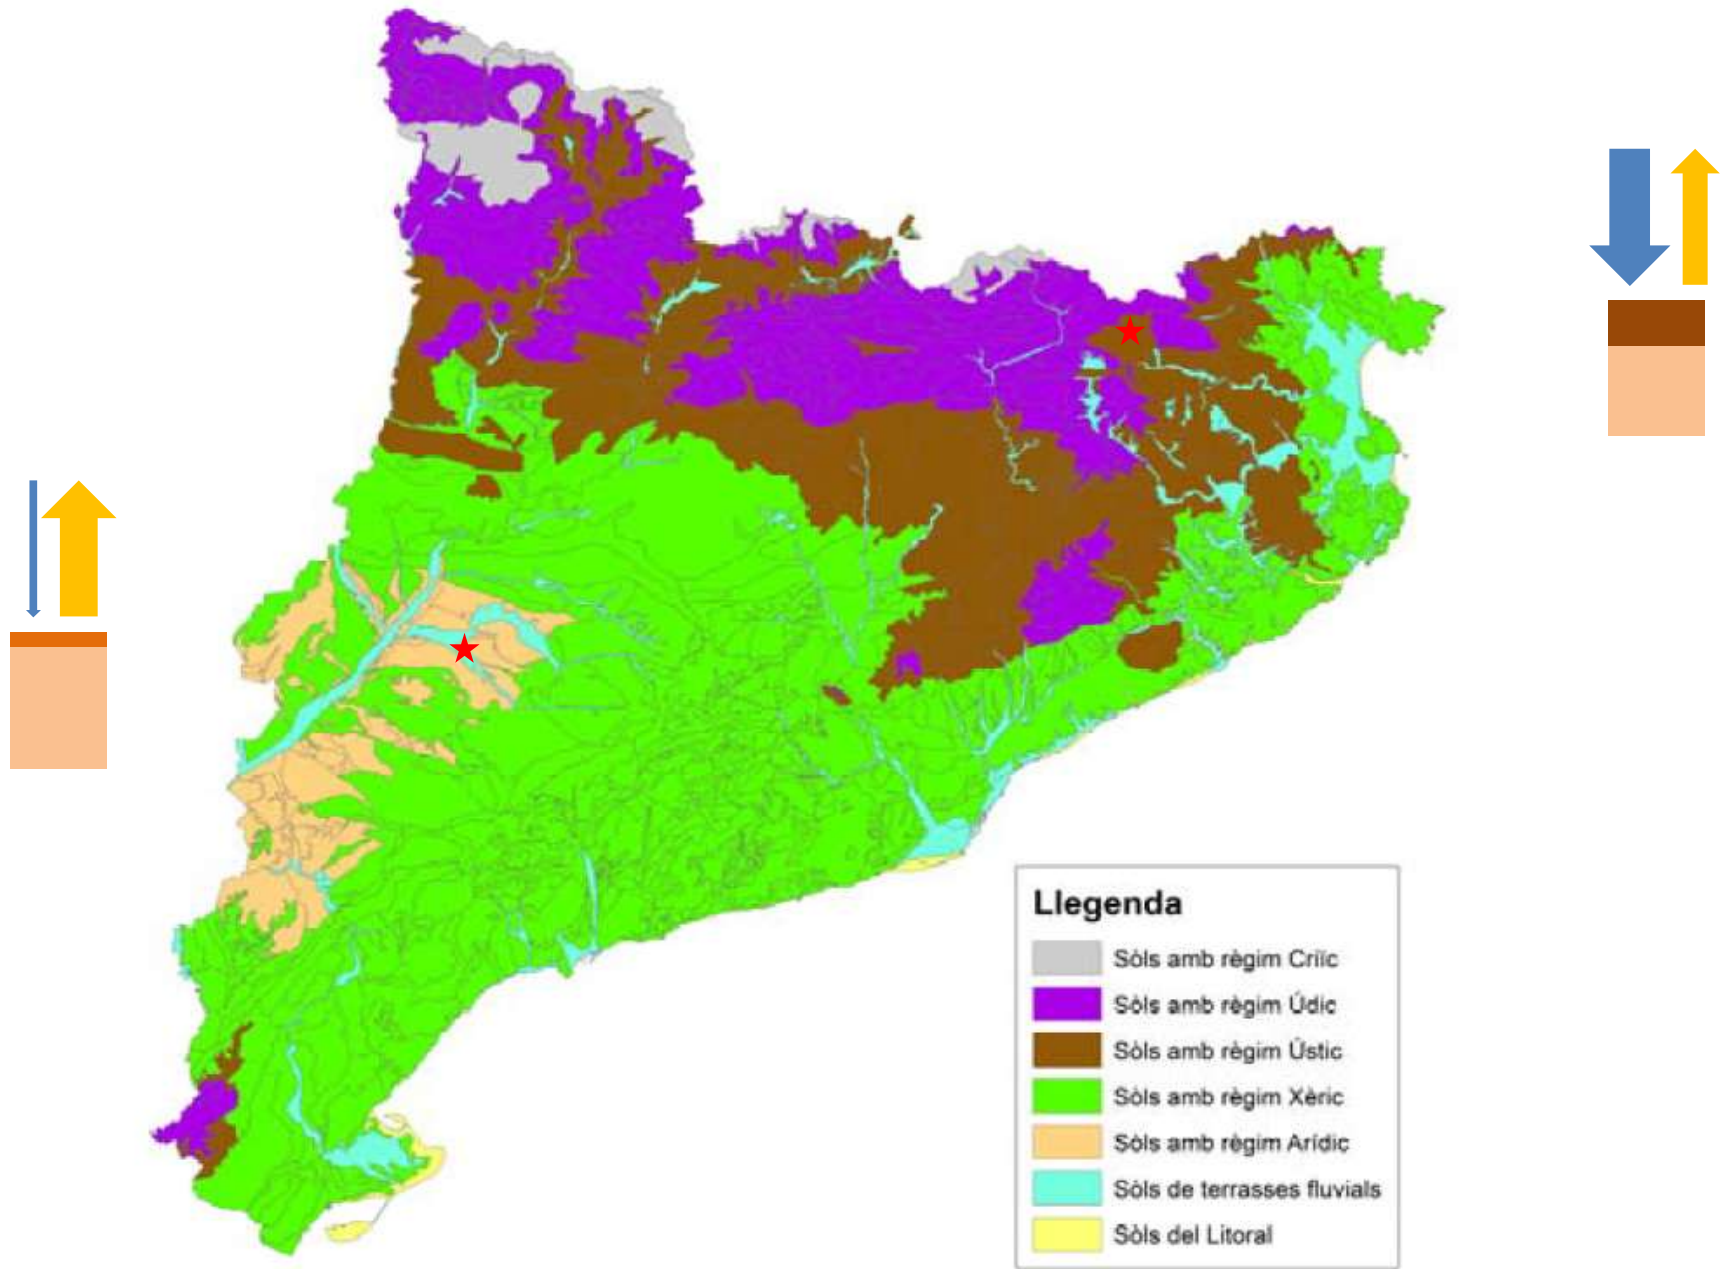 Llegenda
Sòls amb règim Críic
Sòls amb règim Údic
Sòls amb règim Ústic
Sòls amb règim Xèric
Sòls amb règim Arídic
Sòls de terrasses fluvials
Sòls del Litoral